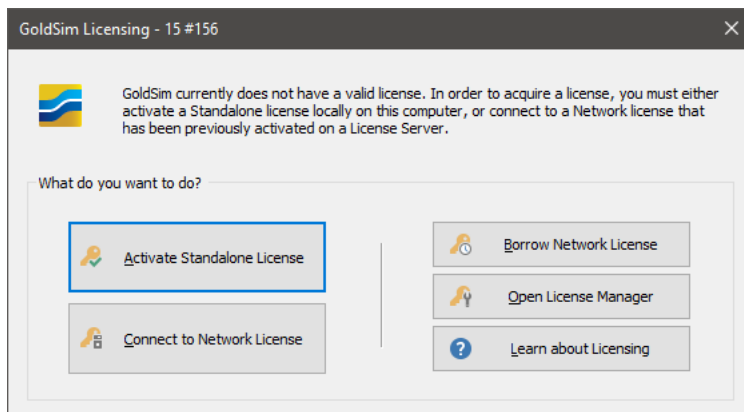 GoldSim Licensing - 15 #156
GoldSim currently does not have a valid license. In order to acquire a license, you must either
activate a Standalone license locally on this computer, or connect to a Network license that
has been previously activated on a License Server.
What do you want to do?
Activate Standalone License
Connect to Network License
Borrow Network License
Open License Manager
Learn about Licensing